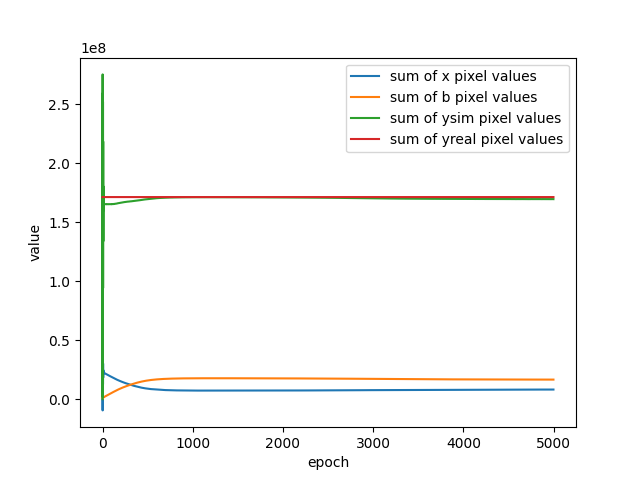 1e8
sum of x pixel values
sum of b pixel values
sum of ysim pixel values
sum of yreal pixel values
2.5
2.0
1.5
1.0
0.5
0.0
value
0 1000 2000 3000 4000 5000
epoch